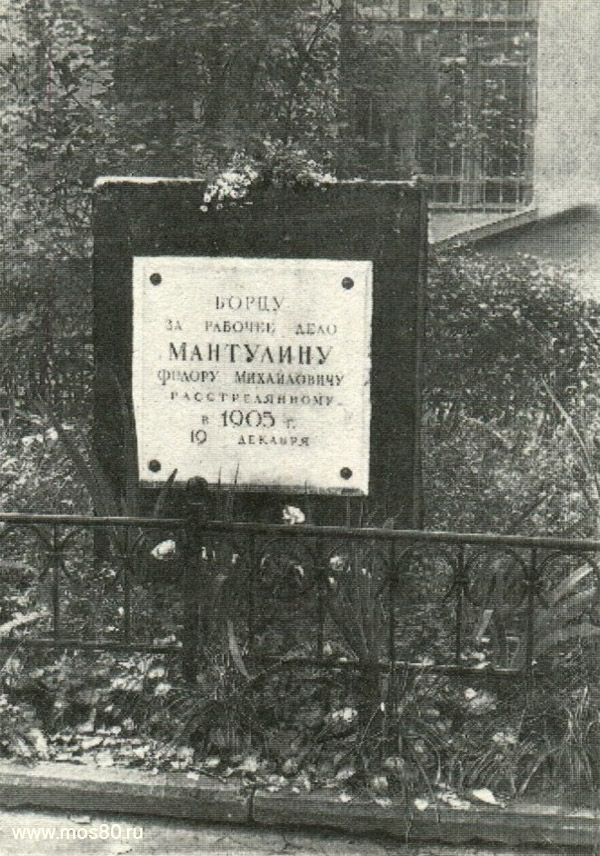 БОРЦУ
ЗА РАБОЧЕЕ ДЕЛО
МАНТУЛИНУ
ФЕДОРУ МИХАЙЛОВИЧУ
РАССТРЕЛЯННОМУ
В 1905 г.
19 ДЕКАБРЯ
www.mos80.ru